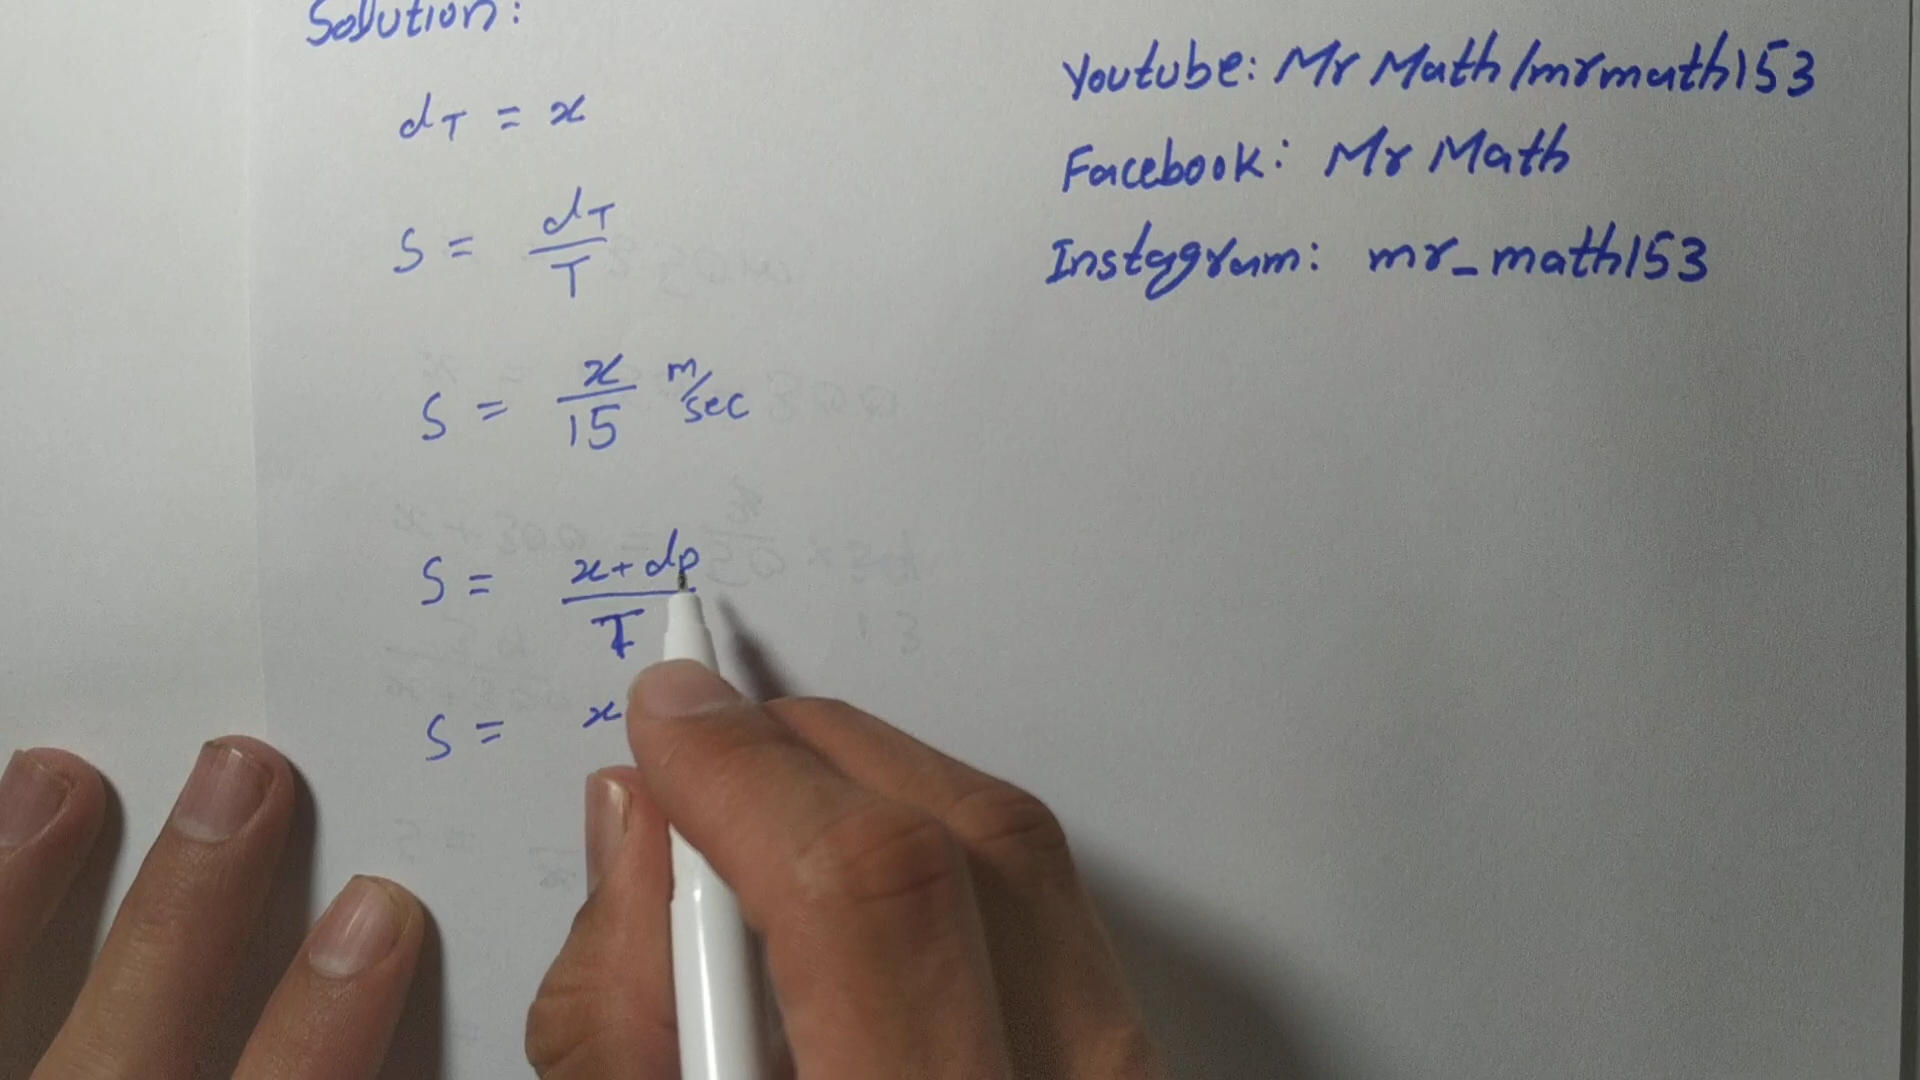 Solution:
dT = x
S = dT / T
S = x / 15 m/sec
S = x + dp / T
S = x
Youtube: Mr Math /mrmath153
Facebook: Mr Math
Instagram: mr_math153